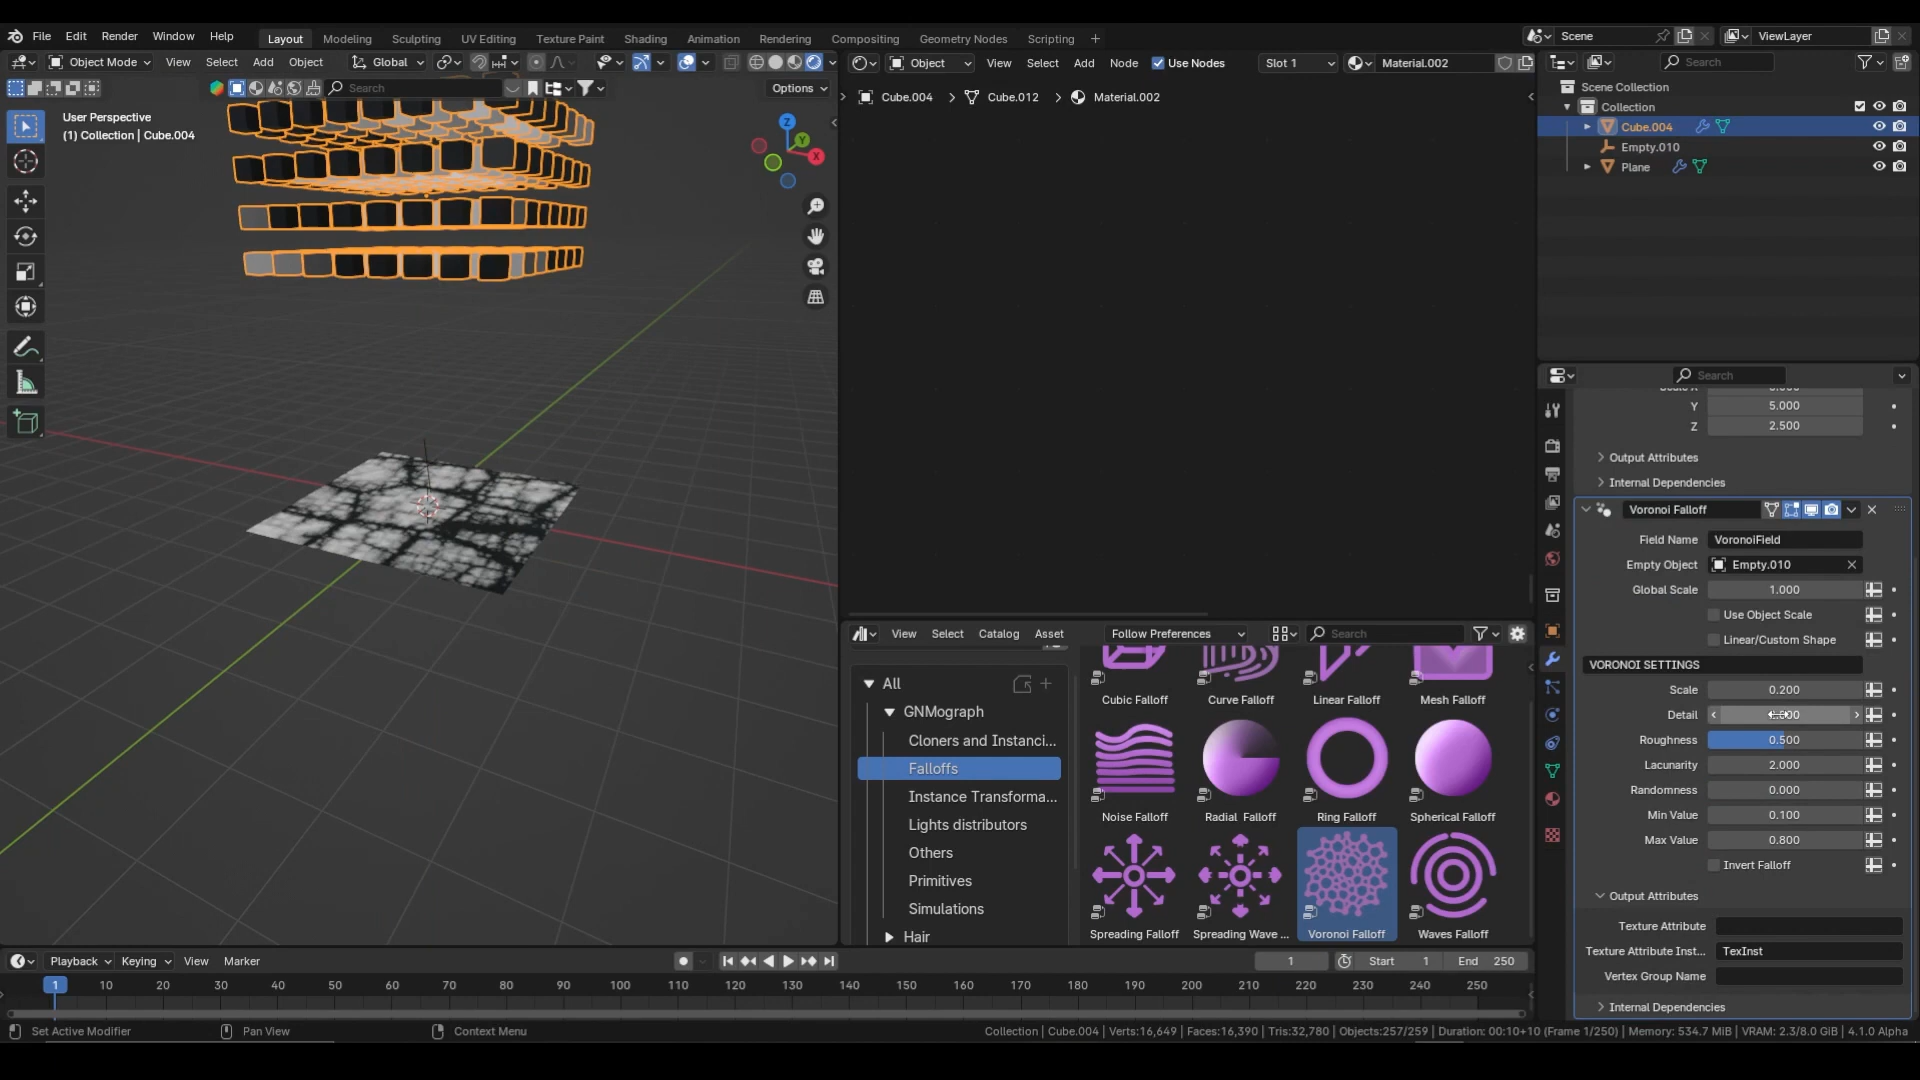 File Edit Render Window Help Layout Modeling Sculpting UV Editing Texture Paint Shading Animation Rendering Compositing Geometry Nodes Scripting + Scene ViewLayer
Object Mode View Select Add Object Global
Object View Select Add Node Use Nodes Slot 1 Material.002
Search
Search Options
Cube.004 > Cube.012 > Material.002
User Perspective
(1) Collection | Cube.004
Z
Y
X
Scene Collection
Collection
Cube.004
Empty.010
Plane
Search
Y 5.000
Z 2.500
Output Attributes
Internal Dependencies
Voronoi Falloff
Field Name VoronoiField
Empty Object Empty.010
Global Scale 1.000
Use Object Scale
Linear/Custom Shape
VORONOI SETTINGS
Scale 0.200
Detail
Roughness 0.500
Lacunarity 2.000
Randomness 0.000
Min Value 0.100
Max Value 0.800
Invert Falloff
Output Attributes
Texture Attribute
Texture Attribute Inst... TexInst
Vertex Group Name
Internal Dependencies
View Select Catalog Asset Follow Preferences Search
All
GNMograph
Cloners and Instanci...
Falloffs
Instance Transforma...
Lights distributors
Others
Primitives
Simulations
Hair
Cubic Falloff Curve Falloff Linear Falloff Mesh Falloff
Noise Falloff Radial Falloff Ring Falloff Spherical Falloff
Spreading Falloff Spreading Wave ... Voronoi Falloff Waves Falloff
Playback Keying View Marker 1 Start 1 End 250
1 10 20 30 40 50 60 70 80 90 100 110 120 130 140 150 160 170 180 190 200 210 220 230 240 250
Set Active Modifier Pan View Context Menu Collection | Cube.004 | Verts:16,649 | Faces:16,390 | Tris:32,780 | Objects:257/259 | Duration: 00:10+10 (Frame 1/250) | Memory: 534.7 MiB | VRAM: 2.3/8.0 GiB | 4.1.0 Alpha